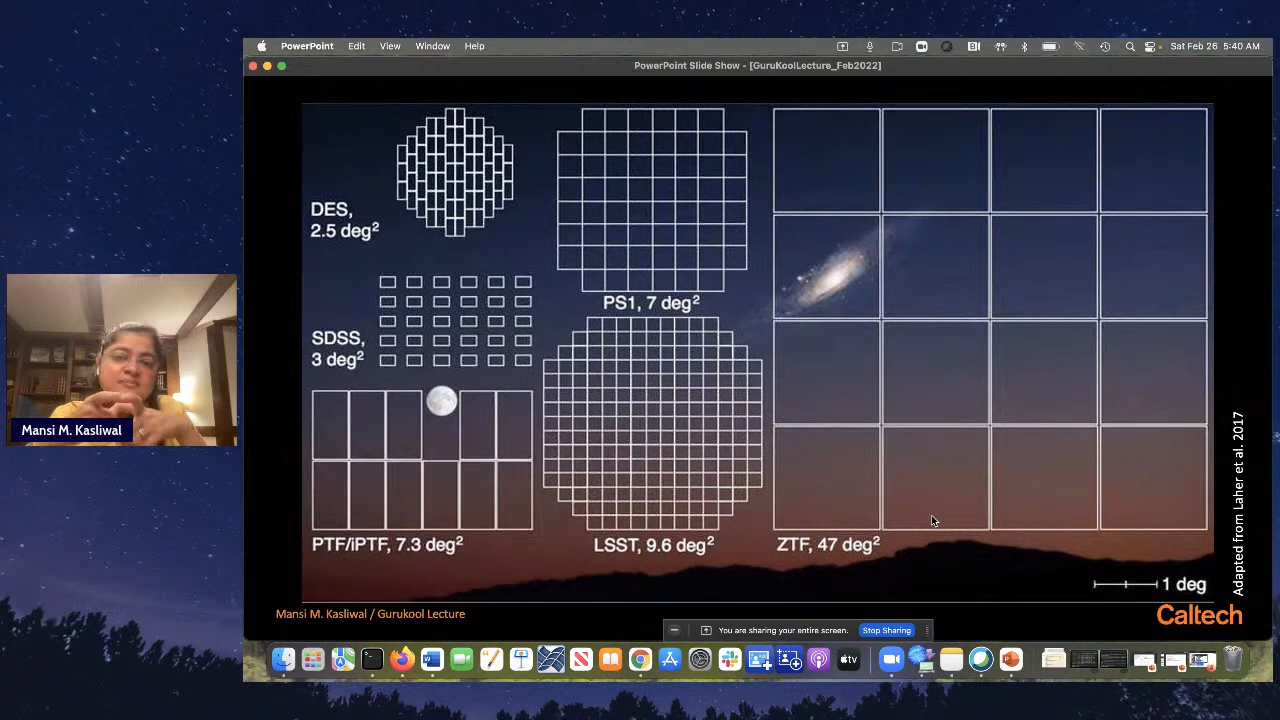 PowerPoint Edit View Window Help
Sat Feb 26 5:40 AM
PowerPoint Slide Show - [GuruKoolLecture_Feb2022]
DES,
2.5 deg²
PS1, 7 deg²
SDSS,
3 deg²
PTF/iPTF, 7.3 deg²
LSST, 9.6 deg²
ZTF, 47 deg²
1 deg
Adapted from Laher et al. 2017
Mansi M. Kasliwal
Mansi M. Kasliwal / Gurukool Lecture
Caltech
You are sharing your entire screen.
Stop Sharing
tv